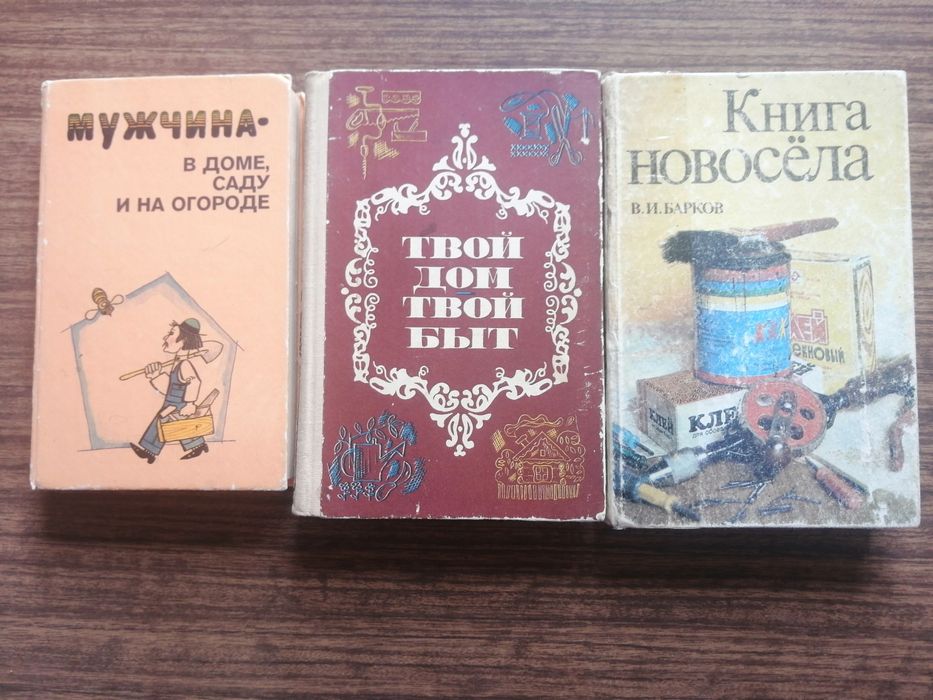 МУЖЧИНА-
В ДОМЕ,
САДУ
И НА ОГОРОДЕ
ТВОЙ
ДОМ
ТВОЙ
БЫТ
Книга
новосёла
В.И.БАРКОВ
КЛЕЙ
КЛЕЙ